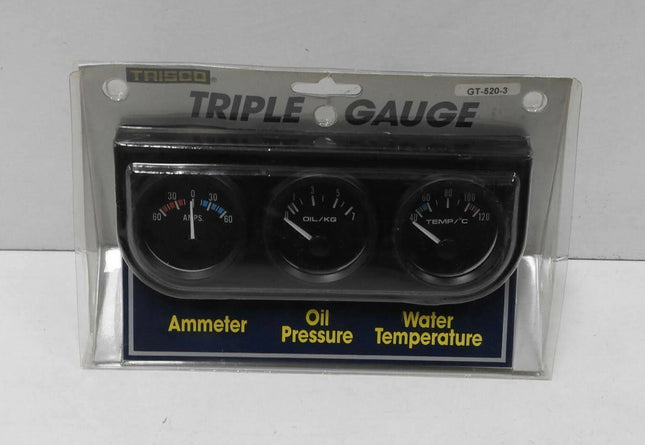 TRISCO®
GT-520-3
TRIPLE GAUGE
60 30 0 30 60
AMPS.
3 5 7
OIL/KG
40 60 80 100 120
TEMP/°C
Ammeter
Oil
Pressure
Water
Temperature